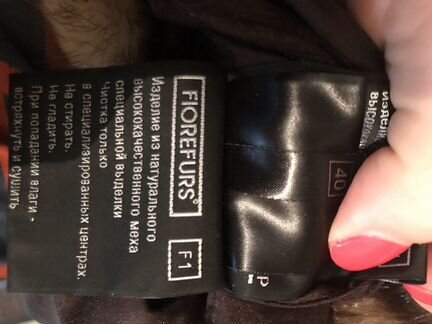 FIOREFURS®
F1
Изделие из натурального
высококачественного меха
специальной выделки
Чистка только
в специализированных центрах.
Не стирать.
Не гладить.
При попадании влаги -
встряхнуть и сушить
40